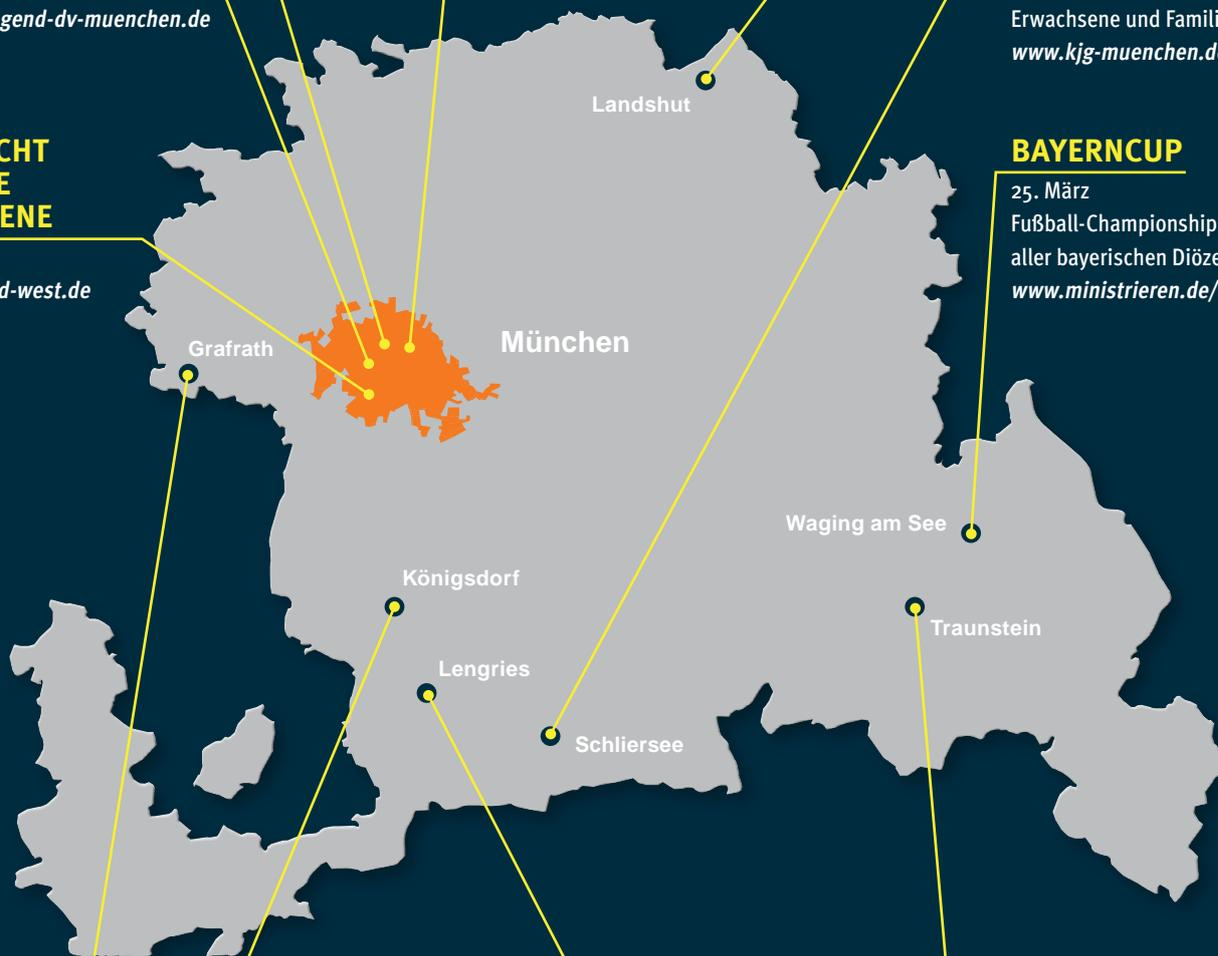 gend-dv-muenchen.de
CHT
E
ENE
d-west.de
Erwachsene und Famili
www.kjg-muenchen.d
BAYERNCUP
25. März
Fußball-Championship
aller bayerischen Diöze
www.ministrieren.de/
Landshut
München
Grafrath
Waging am See
Königsdorf
Traunstein
Lengries
Schliersee